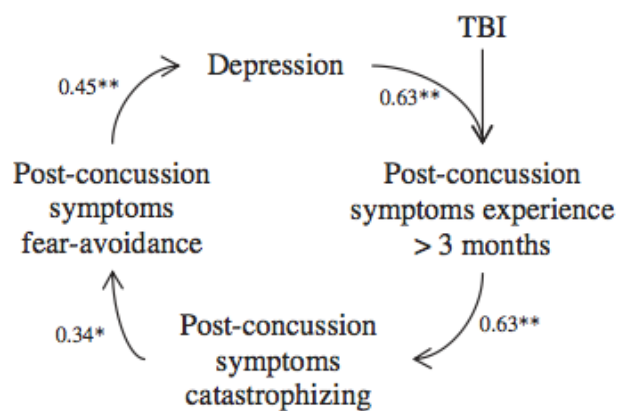 TBI
Depression
0.45**
0.63**
Post-concussion
symptoms
fear-avoidance
Post-concussion
symptoms experience
> 3 months
0.34*
0.63**
Post-concussion
symptoms
catastrophizing